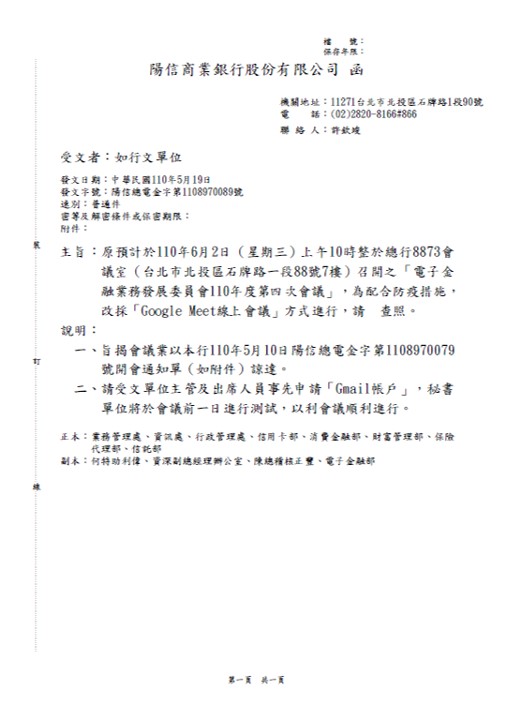 檔　　號：
保存年限：
陽信商業銀行股份有限公司 函
機關地址：11271台北市北投區石牌路1段90號
電　　話：(02)2820-8166#866
聯 絡 人：許欽竣
受文者：如行文單位
發文日期：中華民國110年5月19日
發文字號：陽信總電金字第1108970089號
速別：普通件
密等及解密條件或保密期限：
附件：
主旨：原預計於110年6月2日（星期三）上午10時整於總行8873會
議室（台北市北投區石牌路一段88號7樓）召開之「電子金
融業務發展委員會110年度第四次會議」，為配合防疫措施，
改採「Google Meet線上會議」方式進行，請　查照。
說明：
一、旨揭會議業以本行110年5月10日陽信總電金字第1108970079
號開會通知單（如附件）諒達。
二、請受文單位主管及出席人員事先申請「Gmail帳戶」，秘書
單位將於會議前一日進行測試，以利會議順利進行。
正本：業務管理處、資訊處、行政管理處、信用卡部、消費金融部、財富管理部、保險
代理部、信託部
副本：何特助利偉、資深副總經理辦公室、陳總稽核正豐、電子金融部
裝
訂
線
第一頁　共一頁